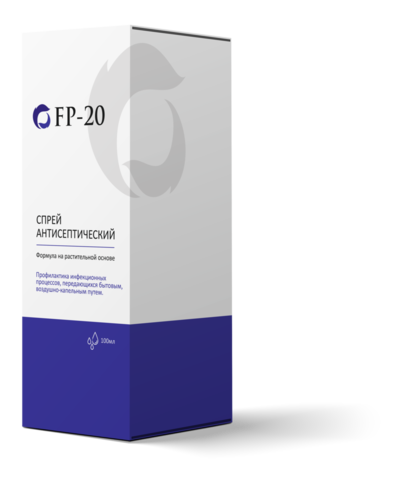 FP-20
СПРЕЙ
АНТИСЕПТИЧЕСКИЙ
Формула на растительной основе
Профилактика инфекционных
процессов, передающихся бытовым,
воздушно-капельным путем.
100мл